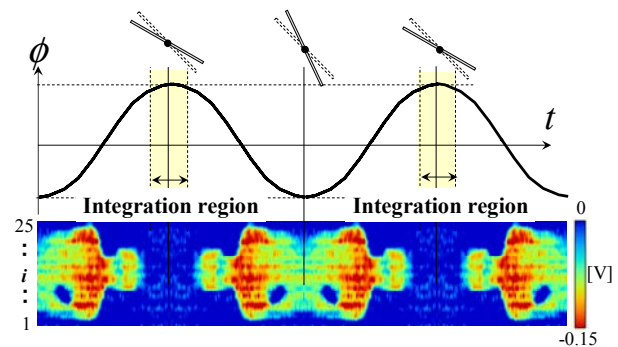 ϕ
t
Integration region Integration region
25
⋮
i
⋮
1
0
[V]
-0.15